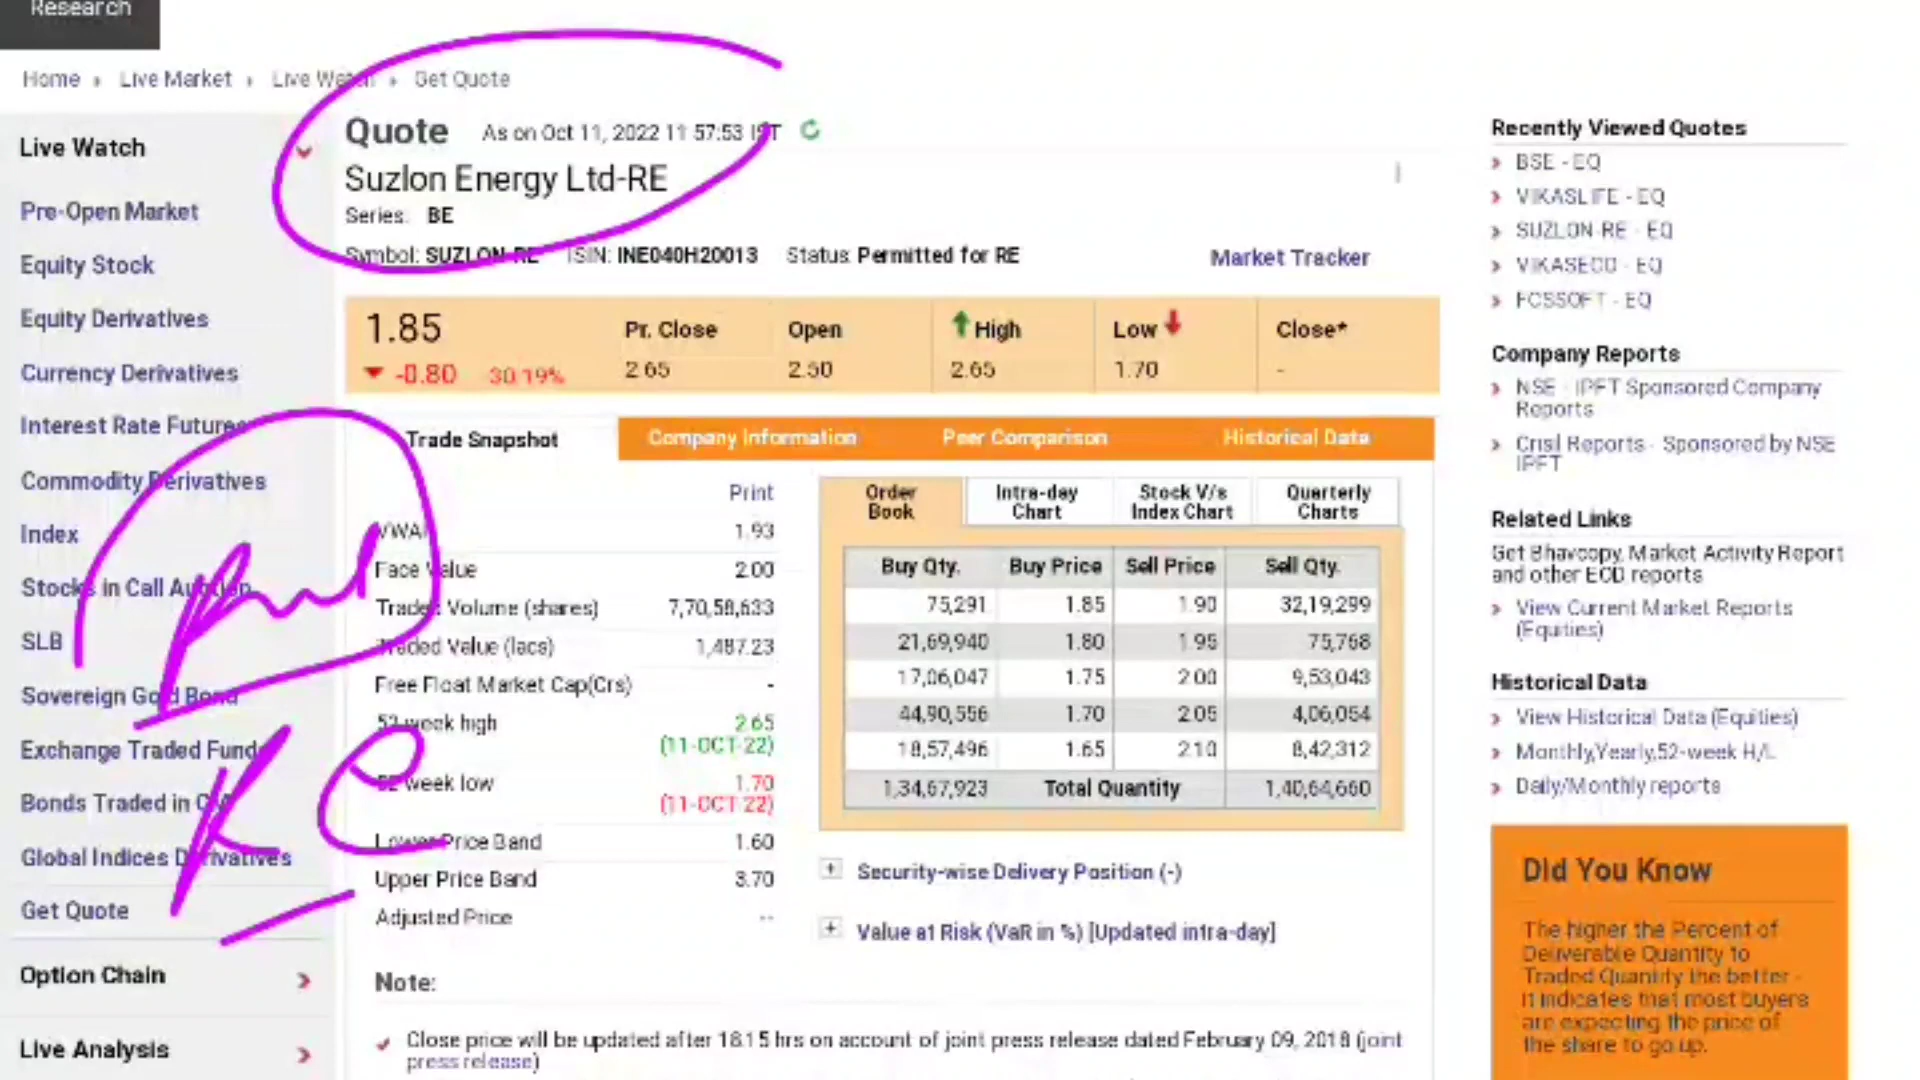 Research
Home › Live Market › Live Watch › Get Quote
Live Watch
Pre-Open Market
Equity Stock
Equity Derivatives
Currency Derivatives
Interest Rate Futures
Commodity Derivatives
Index
Stocks in Call Auction
SLB
Sovereign Gold Bond
Exchange Traded Funds
Bonds Traded in
Global Indices Derivatives
Get Quote
Option Chain
Live Analysis
Quote As on Oct 11, 2022 11 57:53 IST
Suzlon Energy Ltd-RE
Series: BE
Symbol: SUZLON-RE ISIN: INE040H20013 Status: Permitted for RE Market Tracker
1.85 Pr. Close Open High Low Close*
-0.80 30.19% 2.65 2.50 2.65 1.70 -
Trade Snapshot Company Information Peer Comparison Historical Data
Print
VWAP 1.93
Face Value 2.00
Traded Volume (shares) 7,70,58,633
Traded Value (lacs) 1,487.23
Free Float Market Cap(Crs) -
52 week high 2.65
(11-OCT-22)
52 week low 1.70
(11-OCT-22)
Lower Price Band 1.60
Upper Price Band 3.70
Adjusted Price --
Order Book Intra-day Chart Stock V/s Index Chart Quarterly Charts
Buy Qty. Buy Price Sell Price Sell Qty.
75,291 1.85 1.90 32,19,299
21,69,940 1.80 1.95 75,768
17,06,047 1.75 2.00 9,53,043
44,90,556 1.70 2.05 4,06,054
18,57,496 1.65 2.10 8,42,312
1,34,67,923 Total Quantity 1,40,64,660
Security-wise Delivery Position (-)
Value at Risk (VaR in %) [Updated intra-day]
Note:
Close price will be updated after 18.15 hrs on account of joint press release dated February 09, 2018 (joint
press release)
Recently Viewed Quotes
BSE - EQ
VIKASLIFE - EQ
SUZLON-RE - EQ
VIKASECO - EQ
FCSSOFT - EQ
Company Reports
NSE - IPFT Sponsored Company
Reports
Crisil Reports - Sponsored by NSE
IPFT
Related Links
Get Bhavcopy, Market Activity Report
and other EOD reports
View Current Market Reports
(Equities)
Historical Data
View Historical Data (Equities)
Monthly,Yearly,52-week H/L
Daily/Monthly reports
Did You Know
The higher the Percent of
Deliverable Quantity to
Traded Quantity the better -
it indicates that most buyers
are expecting the price of
the share to go up.
RE